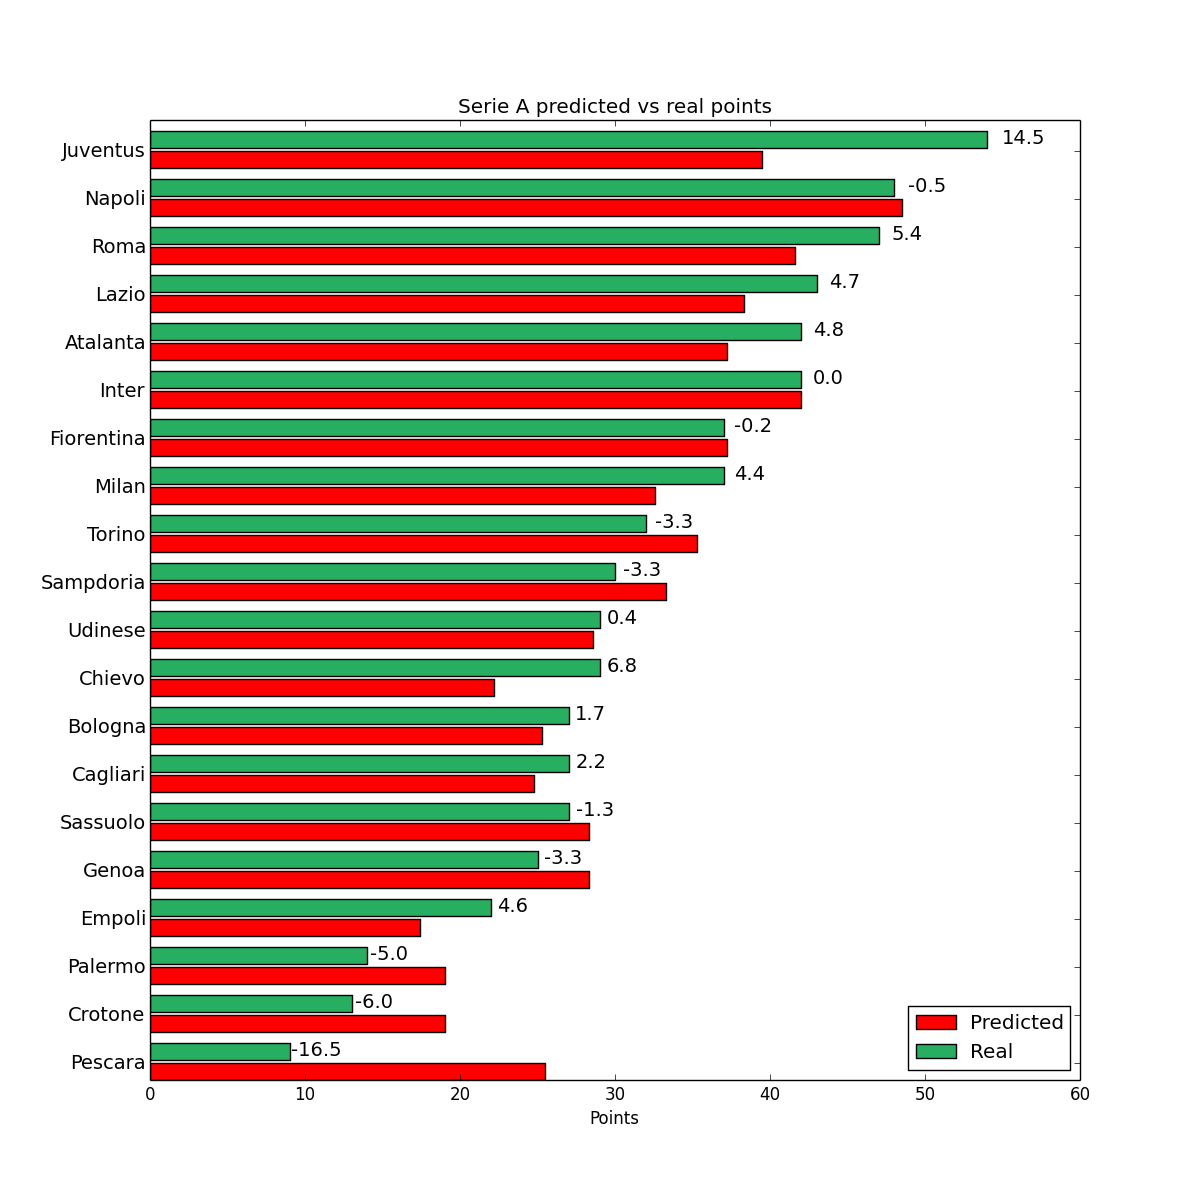 Serie A predicted vs real points
Juventus 14.5
Napoli -0.5
Roma 5.4
Lazio 4.7
Atalanta 4.8
Inter 0.0
Fiorentina -0.2
Milan 4.4
Torino -3.3
Sampdoria -3.3
Udinese 0.4
Chievo 6.8
Bologna 1.7
Cagliari 2.2
Sassuolo -1.3
Genoa -3.3
Empoli 4.6
Palermo -5.0
Crotone -6.0
Pescara -16.5
Predicted
Real
0 10 20 30 40 50 60
Points